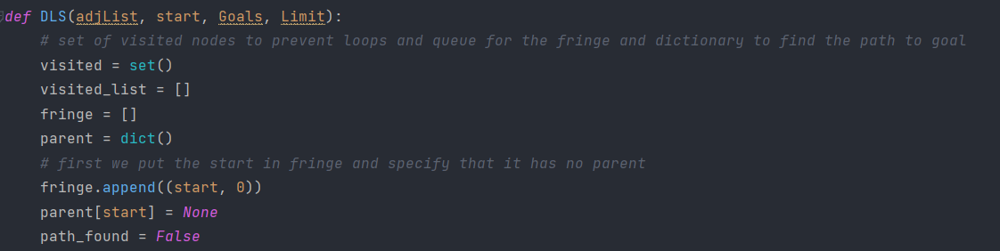 def DLS(adjList, start, Goals, Limit):
    # set of visited nodes to prevent loops and queue for the fringe and dictionary to find the path to goal
    visited = set()
    visited_list = []
    fringe = []
    parent = dict()
    # first we put the start in fringe and specify that it has no parent
    fringe.append((start, 0))
    parent[start] = None
    path_found = False